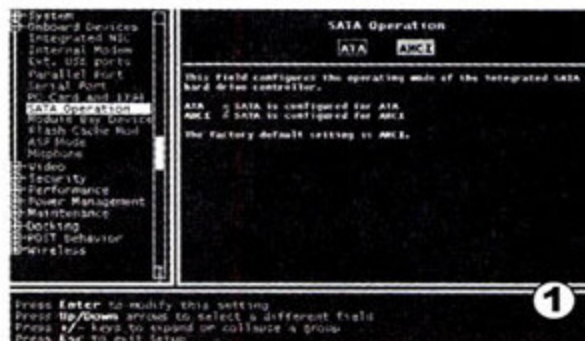 System
Onboard Devices
Integrated NIC
Internal Modem
Ext. USB ports
Parallel Port
Serial Port
PC Card and 1394
SATA Operation
Module Bay Device
Flash Cache Mod
ASF Mode
Miophone
Video
Security
Performance
Power Management
Maintenance
Docking
POST Behavior
Wireless
SATA Operation
ATA AHCI
This field configures the operating mode of the integrated SATA
hard drive controller.
ATA = SATA is configured for ATA
AHCI = SATA is configured for AHCI
The factory default setting is AHCI.
Press Enter to modify this setting
Press Up/Down arrows to select a different field
Press +/- keys to expand or collapse a group
Press Esc to exit Setup
1